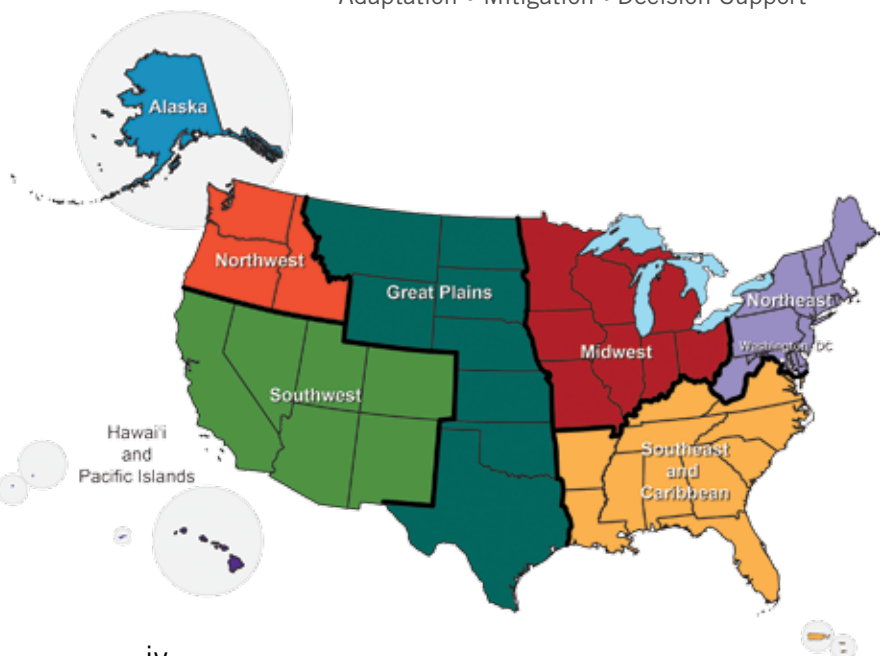 Adaptation • Mitigation • Decision Support
Alaska
Northwest
Great Plains
Midwest
Northeast
Washington, DC
Southwest
Hawai'i
and
Pacific Islands
Southeast
and
Caribbean
iv